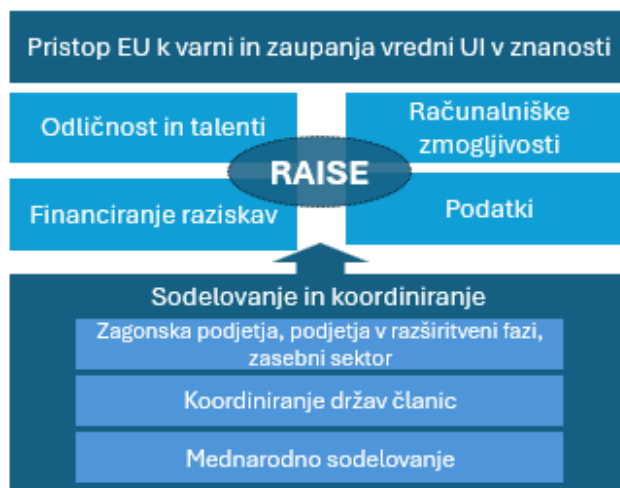 Pristop EU k varni in zaupanja vredni UI v znanosti
Odličnost in talenti
Računalniške
zmogljivosti
RAISE
Financiranje raziskav
Podatki
Sodelovanje in koordiniranje
Zagonska podjetja, podjetja v razširitveni fazi,
zasebni sektor
Koordiniranje držav članic
Mednarodno sodelovanje